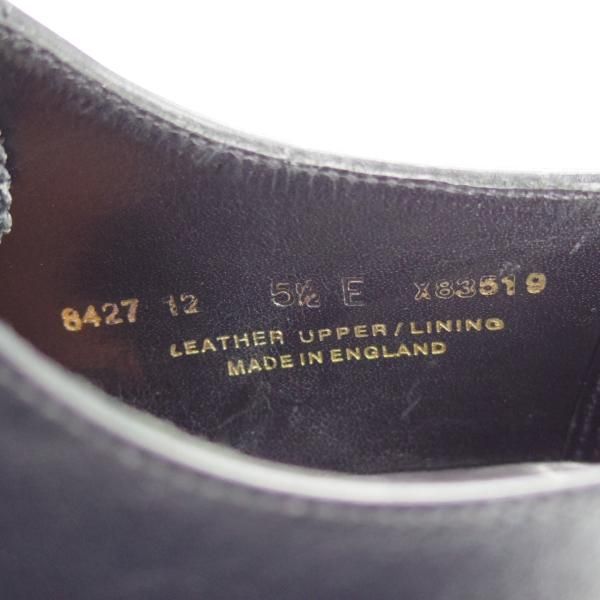 8427 12 5½ E X83519
LEATHER UPPER/LINING
MADE IN ENGLAND